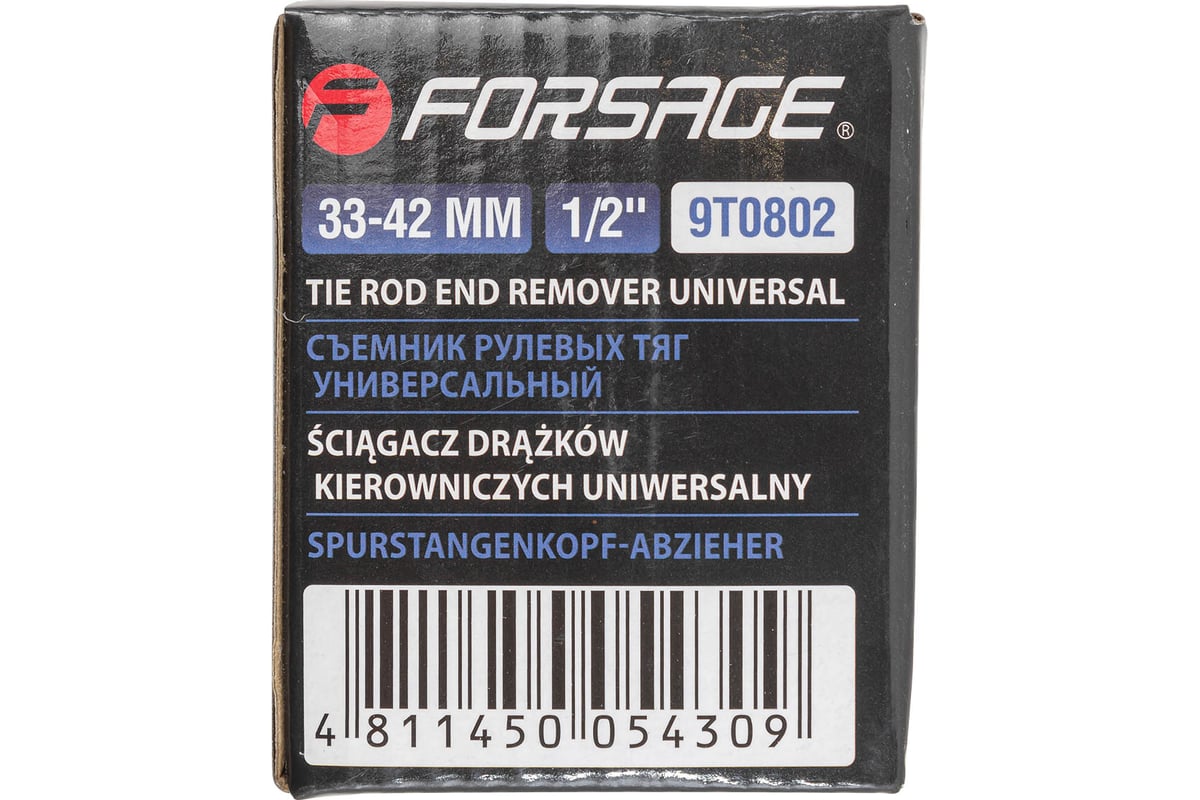 FORSAGE®
33-42 MM 1/2" 9T0802
TIE ROD END REMOVER UNIVERSAL
СЪЕМНИК РУЛЕВЫХ ТЯГ
УНИВЕРСАЛЬНЫЙ
ŚCIĄGACZ DRĄŻKÓW
KIEROWNICZYCH UNIWERSALNY
SPURSTANGENKOPF-ABZIEHER
4 811450 054309